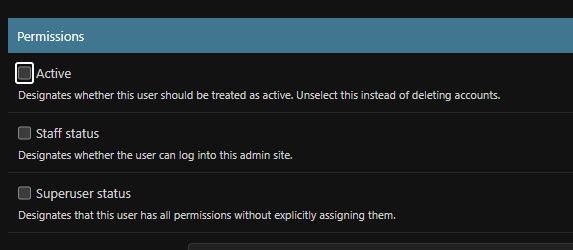 Permissions
Active
Designates whether this user should be treated as active. Unselect this instead of deleting accounts.
Staff status
Designates whether the user can log into this admin site.
Superuser status
Designates that this user has all permissions without explicitly assigning them.